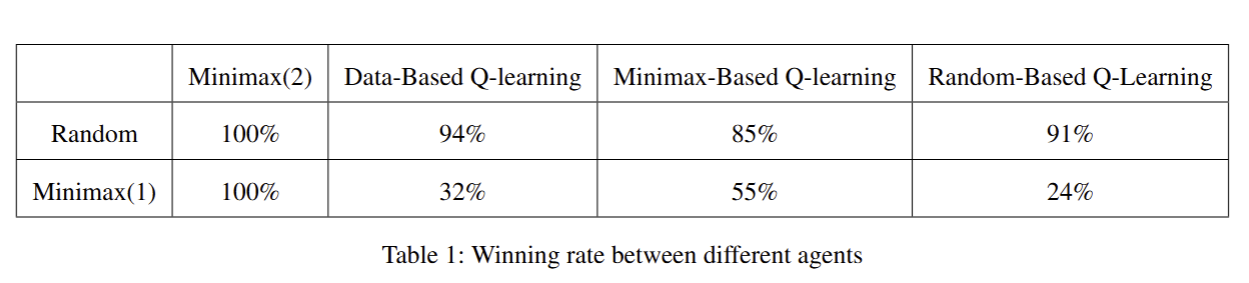 Minimax(2) Data-Based Q-learning Minimax-Based Q-learning Random-Based Q-Learning
Random 100% 94% 85% 91%
Minimax(1) 100% 32% 55% 24%
Table 1: Winning rate between different agents